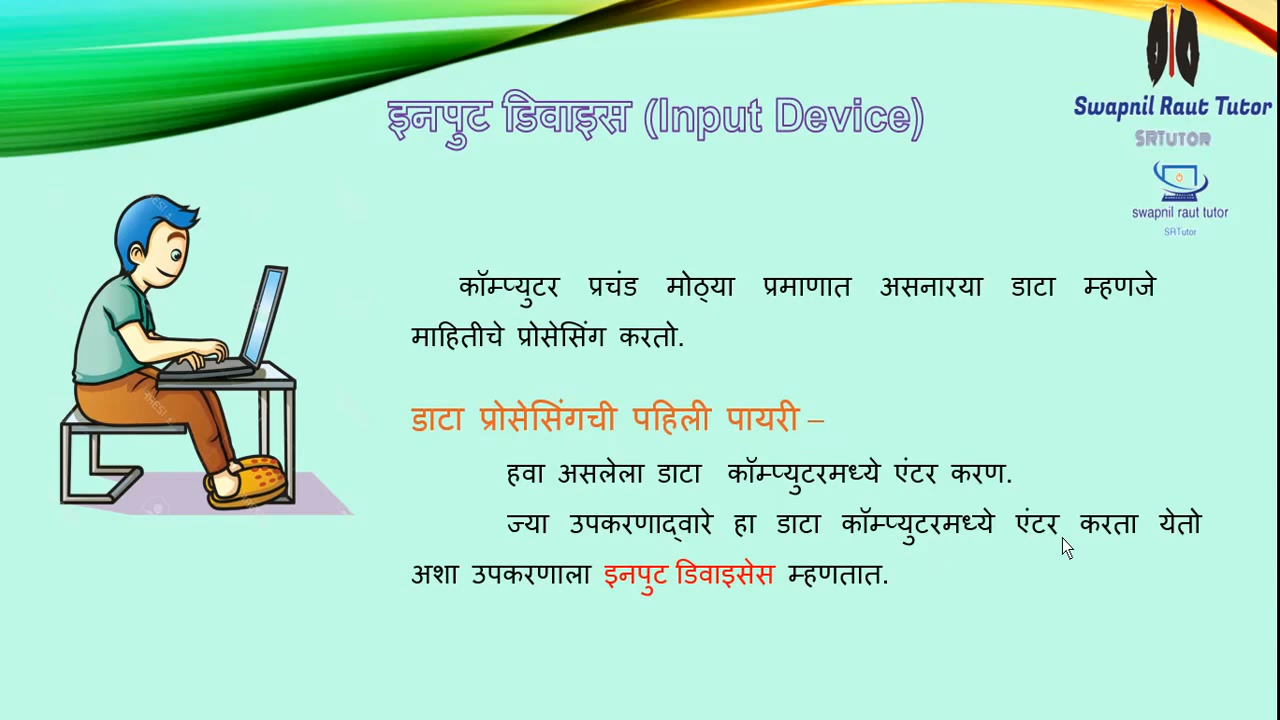 Swapnil Raut Tutor
SRTUTOR
swapnil raut tutor
SRTutor
इनपुट डिवाइस (Input Device)
कॉम्प्युटर प्रचंड मोठ्या प्रमाणात असनारया डाटा म्हणजे
माहितीचे प्रोसेसिंग करतो.
डाटा प्रोसेसिंगची पहिली पायरी –
हवा असलेला डाटा कॉम्प्युटरमध्ये एंटर करण.
ज्या उपकरणाद्वारे हा डाटा कॉम्प्युटरमध्ये एंटर करता येतो
अशा उपकरणाला इनपुट डिवाइसेस म्हणतात.